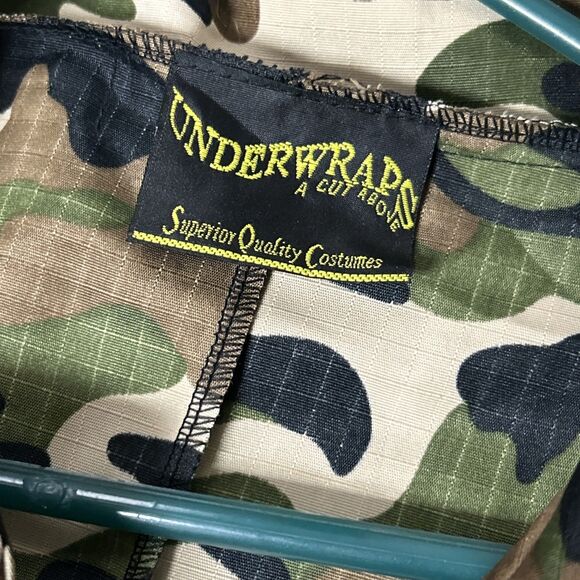 UNDERWRAPS
A CUT ABOVE
Superior Quality Costumes